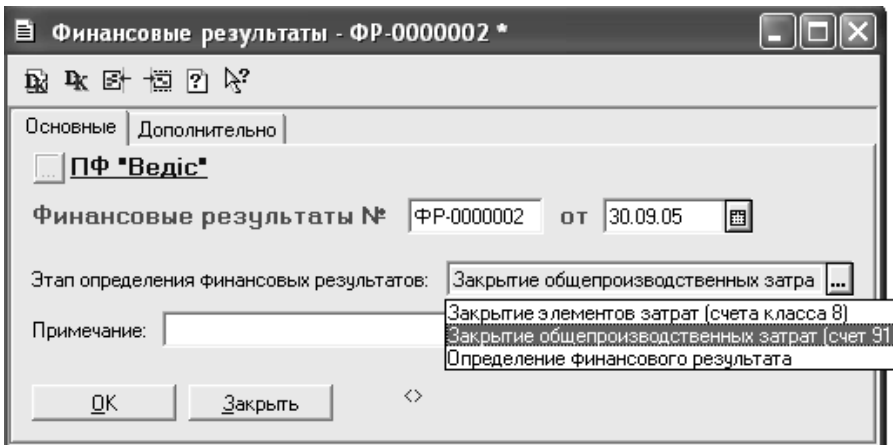 Финансовые результаты - ФР-0000002 *
Основные Дополнительно
... ПФ "Ведіс"
Финансовые результаты № ФР-0000002 от 30.09.05
Этап определения финансовых результатов: Закрытие общепроизводственных затра ...
Закрытие элементов затрат (счета класса 8)
Примечание: Закрытие общепроизводственных затрат (счет 91
Определение финансового результата
OK Закрыть <>